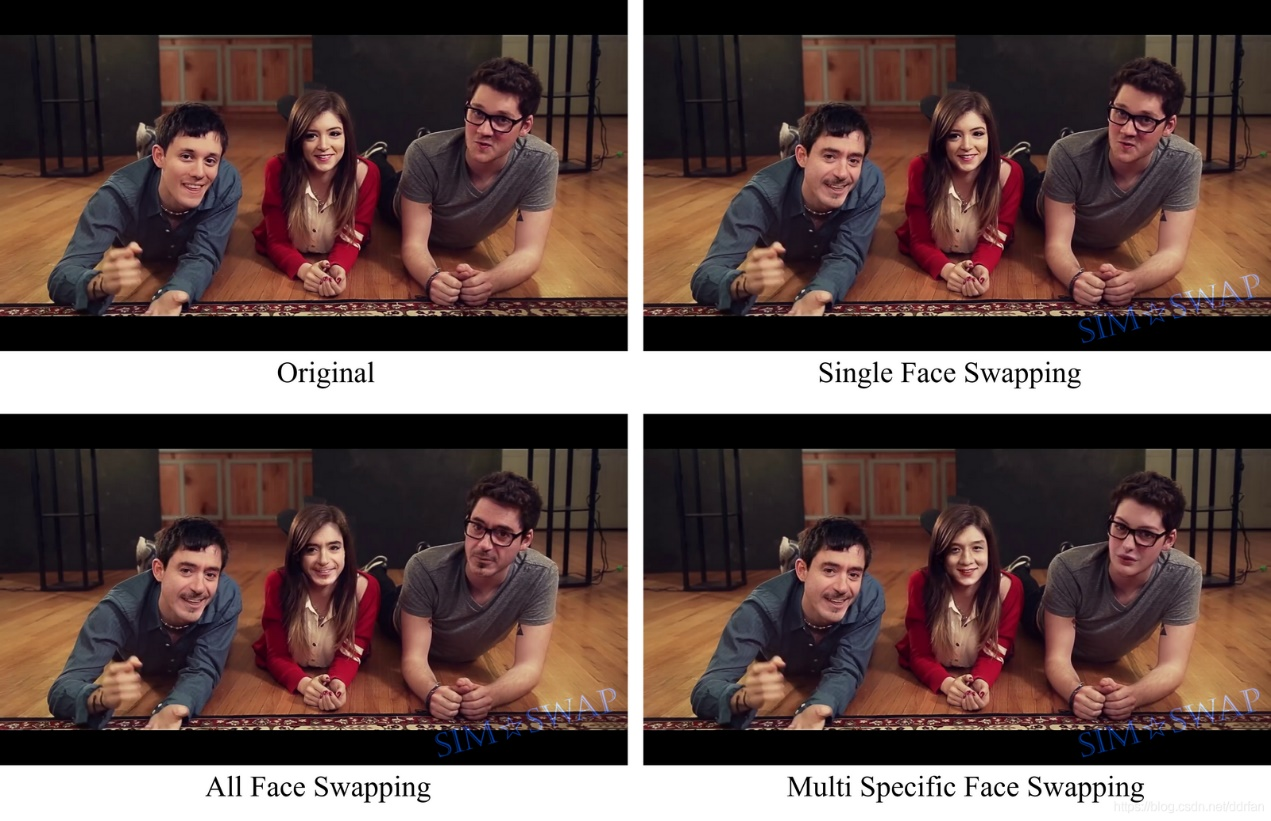 SIM☆SWAP
Original
Single Face Swapping
SIM☆SWAP
SIM☆SWAP
All Face Swapping
Multi Specific Face Swapping
https://blog.csdn.net/ddrfan